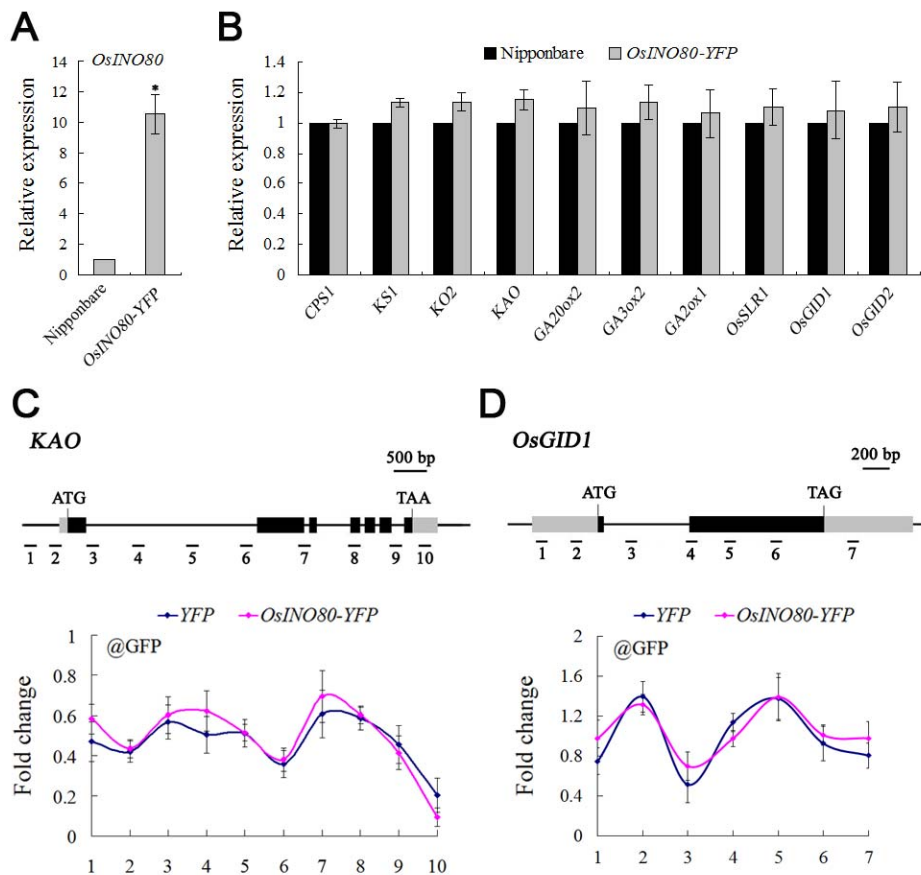 A
OsINO80
*
Relative expression
14
12
10
8
6
4
2
0
Nipponbare
OsINO80-YFP
B
Nipponbare OsINO80-YFP
Relative expression
1.4
1.2
1
0.8
0.6
0.4
0.2
0
CPS1 KS1 KO2 KAO GA20ox2 GA3ox2 GA2ox1 OsSLR1 OsGID1 OsGID2
C
KAO
500 bp
ATG TAA
1 2 3 4 5 6 7 8 9 10
YFP OsINO80-YFP
@GFP
Fold change
1
0.8
0.6
0.4
0.2
0
1 2 3 4 5 6 7 8 9 10
D
OsGID1
200 bp
ATG TAG
1 2 3 4 5 6 7
YFP OsINO80-YFP
@GFP
Fold change
2
1.6
1.2
0.8
0.4
0
1 2 3 4 5 6 7